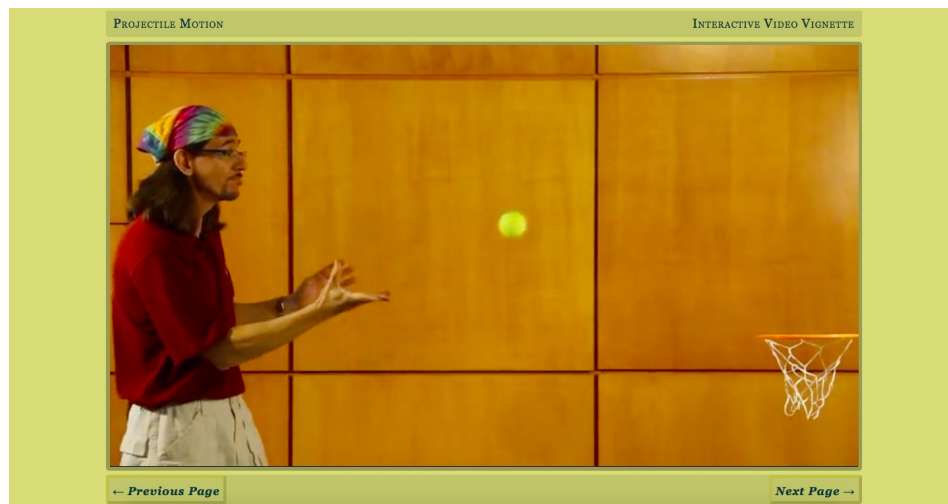 Projectile Motion
Interactive Video Vignette
← Previous Page
Next Page →